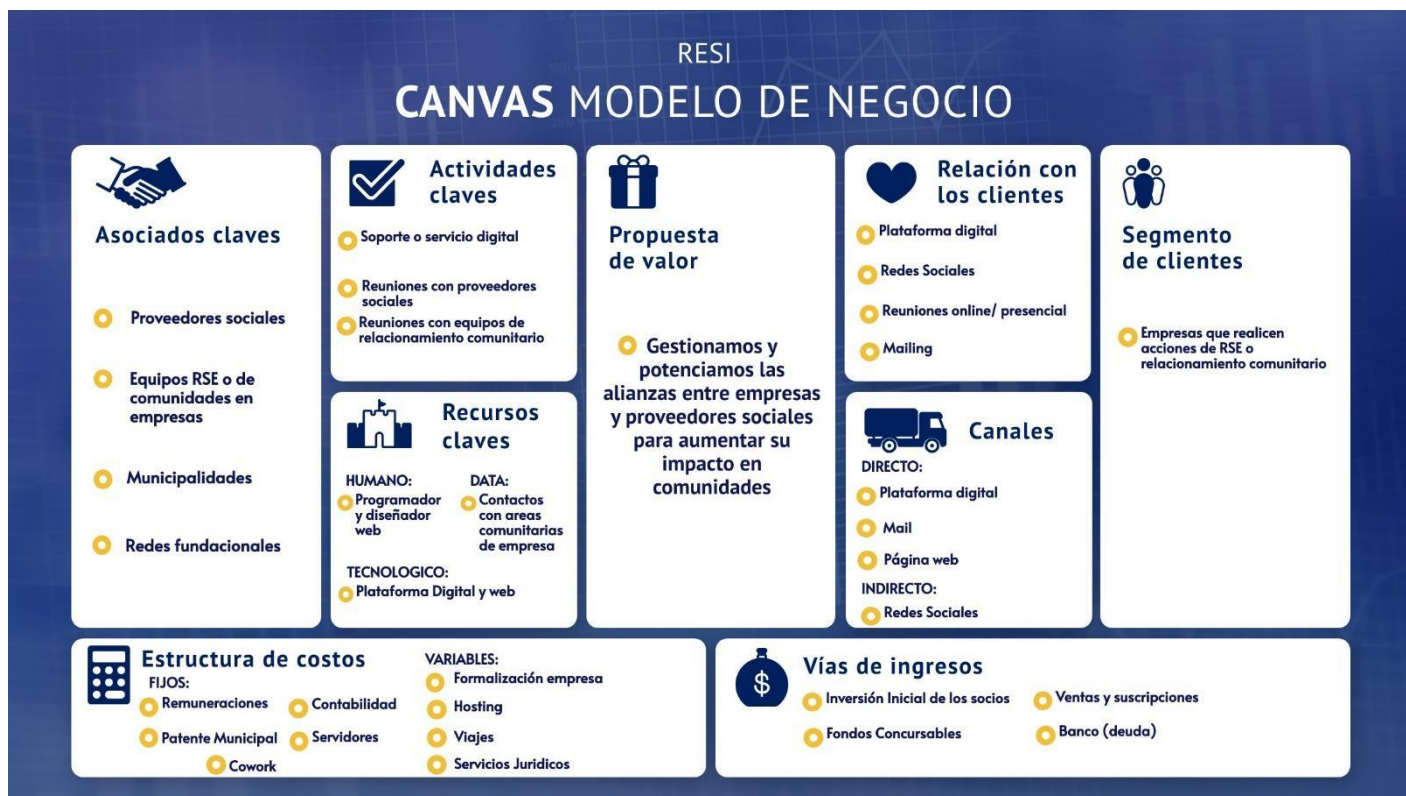 RESI
CANVAS MODELO DE NEGOCIO
Asociados claves
Proveedores sociales
Equipos RSE o de
comunidades en
empresas
Municipalidades
Redes fundacionales
Actividades
claves
Soporte o servicio digital
Reuniones con proveedores
sociales
Reuniones con equipos de
relacionamiento comunitario
Recursos
claves
HUMANO:
Programador
y diseñador
web
DATA:
Contactos
con areas
comunitarias
de empresa
TECNOLOGICO:
Plataforma Digital y web
Propuesta
de valor
Gestionamos y
potenciamos las
alianzas entre empresas
y proveedores sociales
para aumentar su
impacto en
comunidades
Relación con
los clientes
Plataforma digital
Redes Sociales
Reuniones online/ presencial
Mailing
Canales
DIRECTO:
Plataforma digital
Mail
Página web
INDIRECTO:
Redes Sociales
Segmento
de clientes
Empresas que realicen
acciones de RSE o
relacionamiento comunitario
Estructura de costos
FIJOS:
Remuneraciones
Contabilidad
Patente Municipal
Servidores
Cowork
VARIABLES:
Formalización empresa
Hosting
Viajes
Servicios Juridicos
$
Vías de ingresos
Inversión Inicial de los socios
Ventas y suscripciones
Fondos Concursables
Banco (deuda)